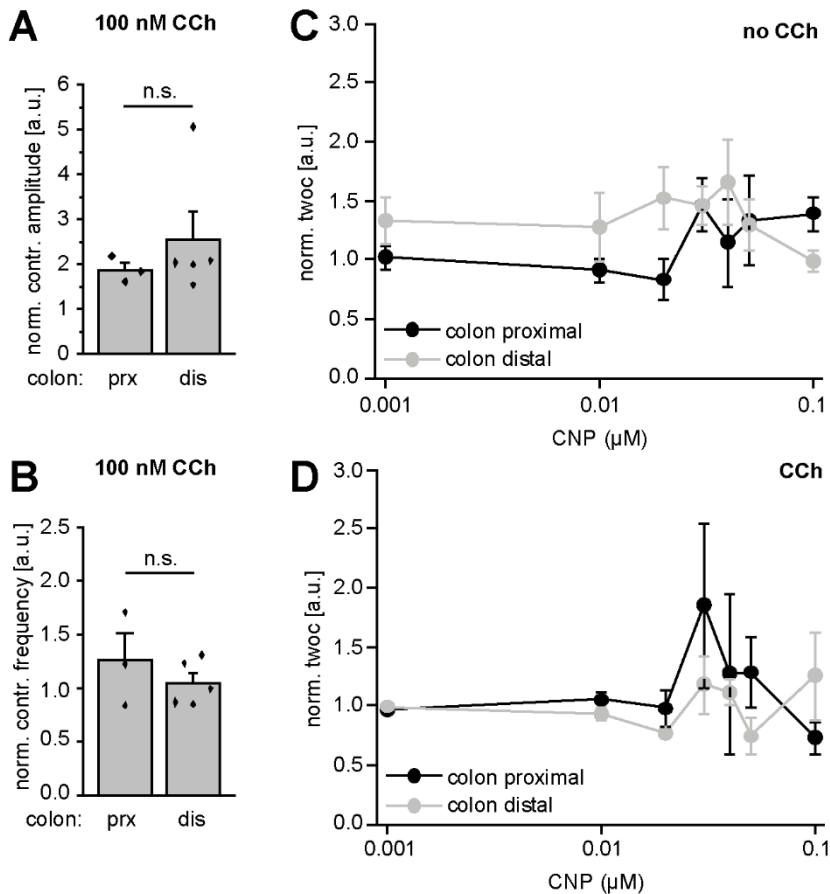 A
100 nM CCh
norm. contr. amplitude [a.u.]
6
5
4
3
2
1
0
n.s.
colon: prx dis
B
100 nM CCh
norm. contr. frequency [a.u.]
2.5
2.0
1.5
1.0
0.5
0.0
n.s.
colon: prx dis
C
no CCh
norm. twoc [a.u.]
3.0
2.5
2.0
1.5
1.0
0.5
0.0
colon proximal
colon distal
0.001 0.01 0.1
CNP (µM)
D
CCh
norm. twoc [a.u.]
3.0
2.5
2.0
1.5
1.0
0.5
0.0
colon proximal
colon distal
0.001 0.01 0.1
CNP (µM)